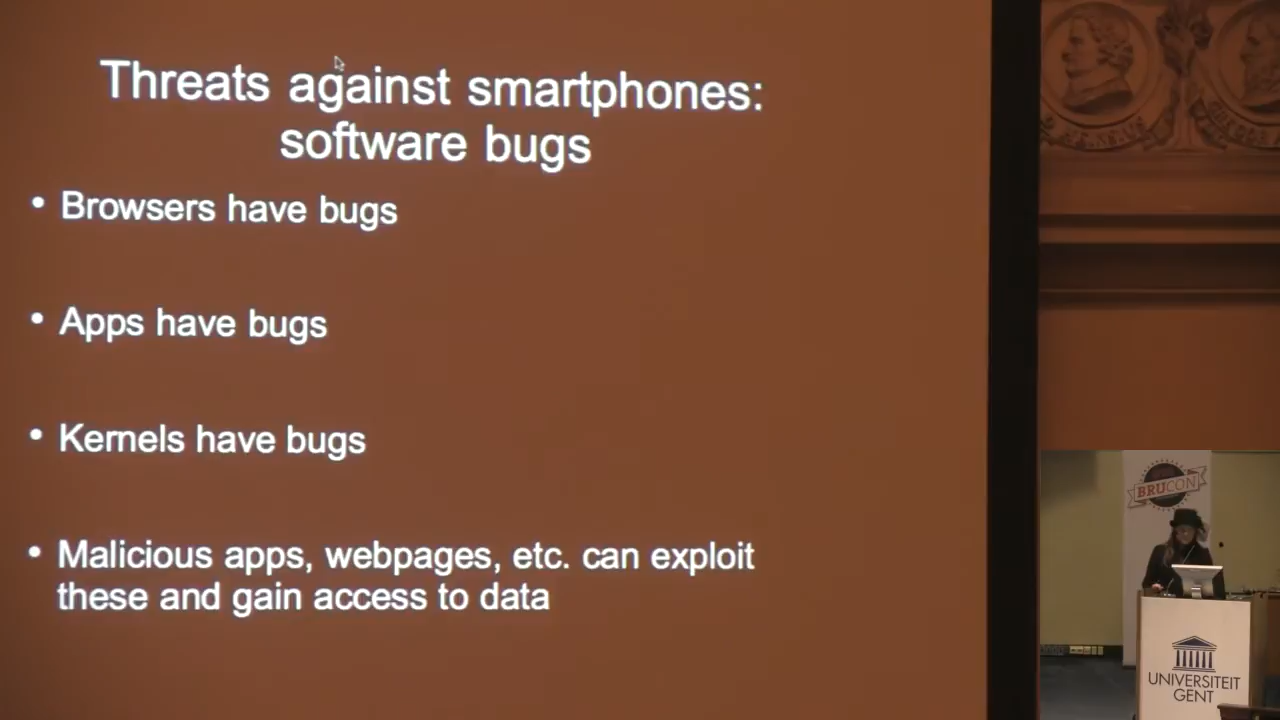 Threats against smartphones:
software bugs
• Browsers have bugs
• Apps have bugs
• Kernels have bugs
• Malicious apps, webpages, etc. can exploit
these and gain access to data
BRUCON
UNIVERSITEIT
GENT